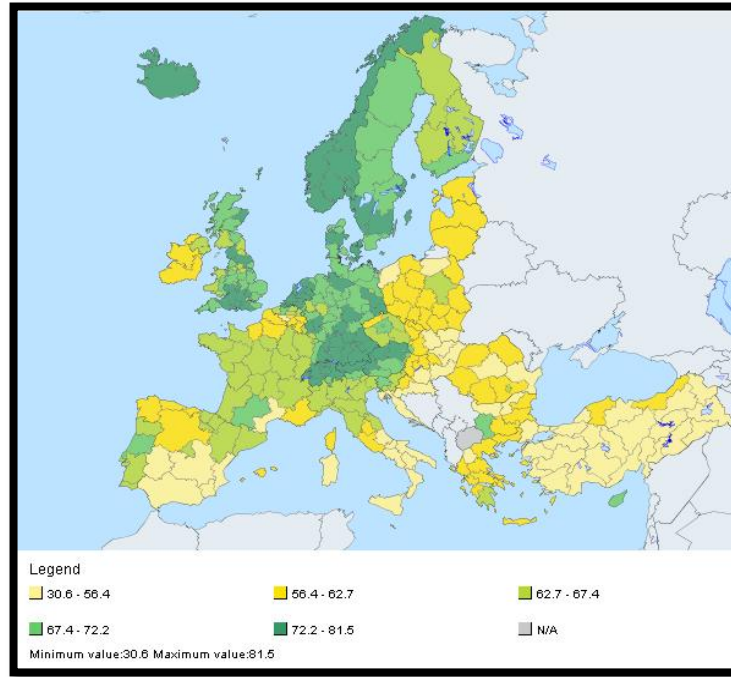 Legend
30.6 - 56.4 56.4 - 62.7 62.7 - 67.4
67.4 - 72.2 72.2 - 81.5 N/A
Minimum value:30.6 Maximum value:81.5